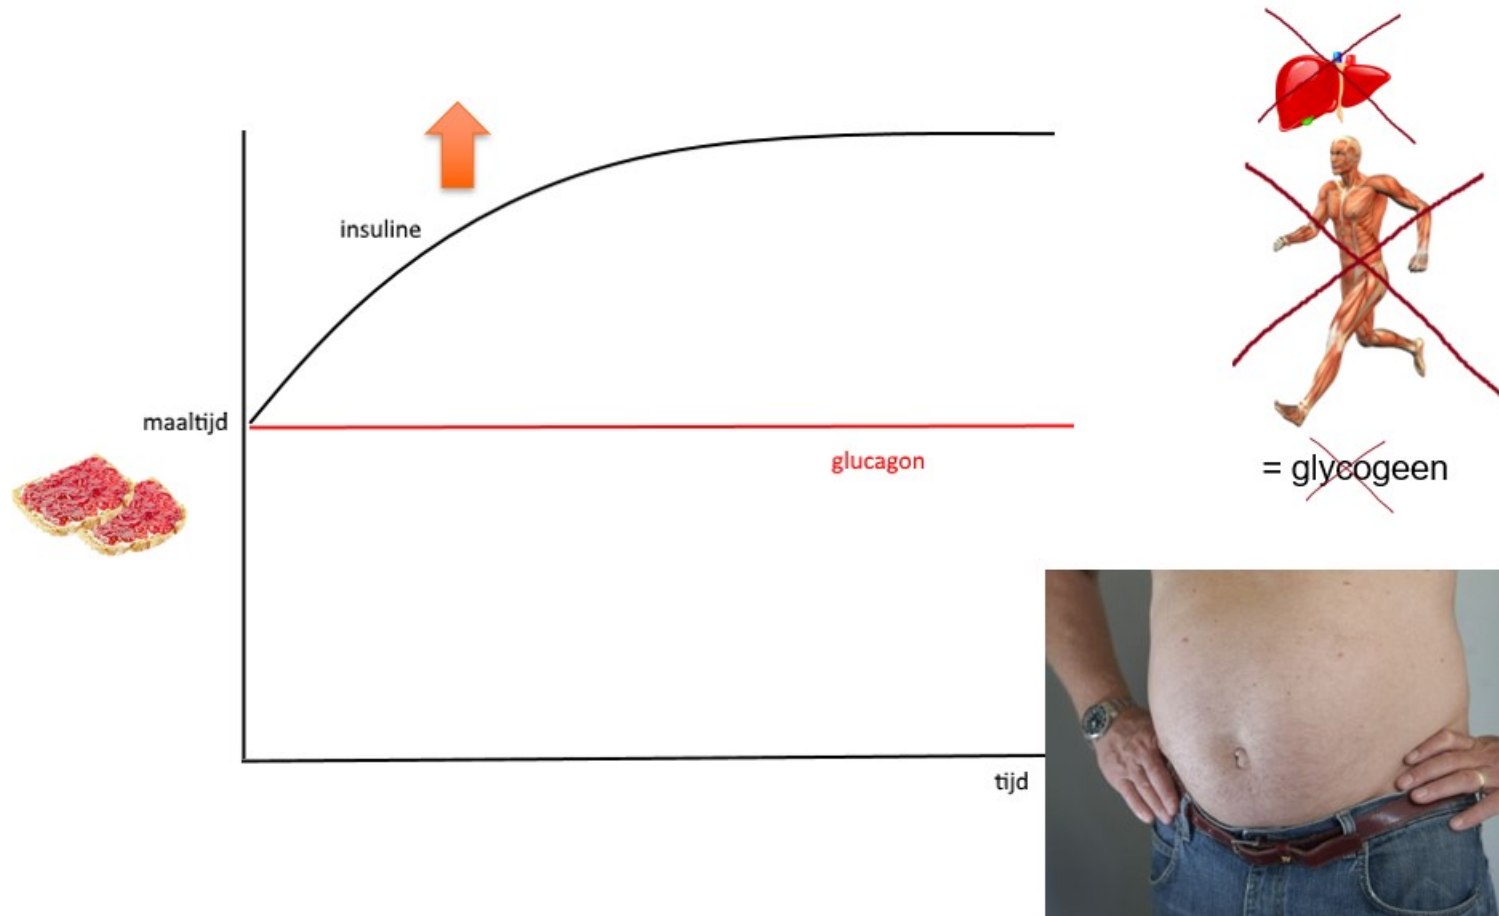 insuline
maaltijd
glucagon
= glycogeen
tijd